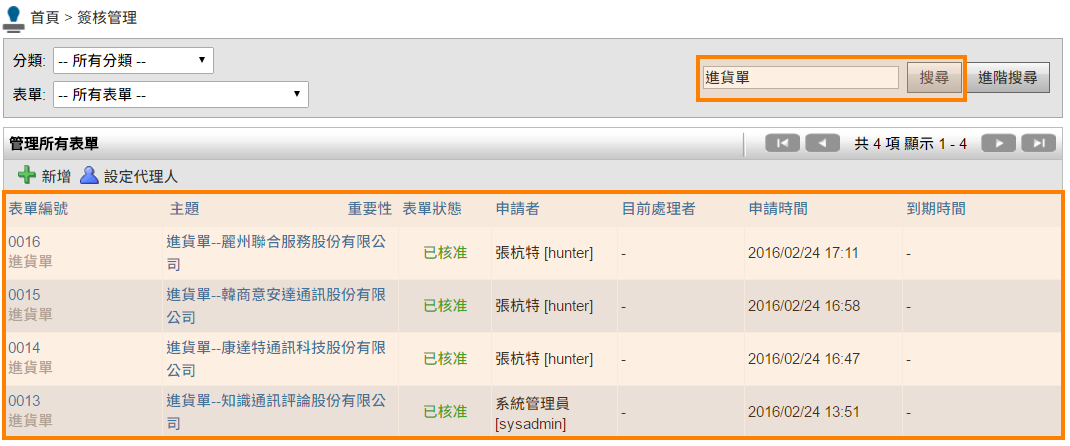 首頁 > 簽核管理
分類: -- 所有分類 --
進貨單 搜尋 進階搜尋
表單: -- 所有表單 --
管理所有表單 共 4 項 顯示 1 - 4
新增 設定代理人
表單編號 主題 重要性 表單狀態 申請者 目前處理者 申請時間 到期時間
0016 進貨單--麗州聯合服務股份有限公
進貨單 司 已核准 張杭特 [hunter] - 2016/02/24 17:11 -
0015 進貨單--韓商意安達通訊股份有限
進貨單 公司 已核准 張杭特 [hunter] - 2016/02/24 16:58 -
0014 進貨單--康達特通訊科技股份有限
進貨單 公司 已核准 張杭特 [hunter] - 2016/02/24 16:47 -
0013 進貨單--知識通訊評論股份有限公 系統管理員
進貨單 司 已核准 [sysadmin] - 2016/02/24 13:51 -